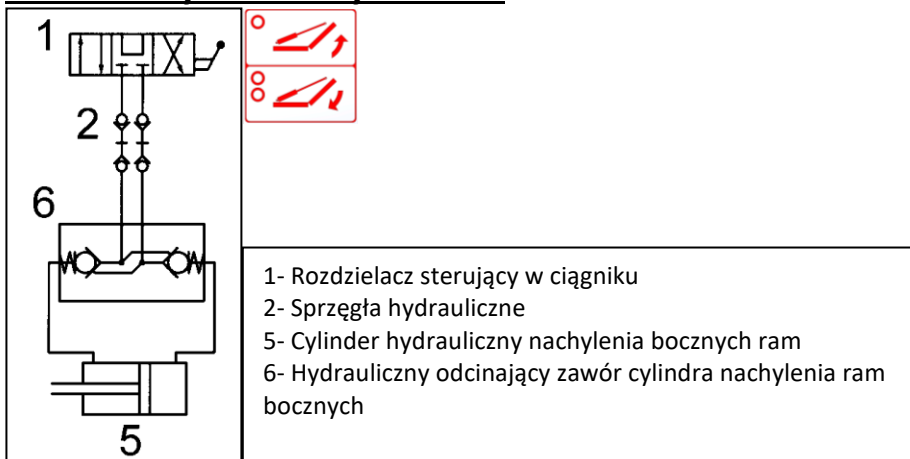 1
2
6
5
1- Rozdzielacz sterujący w ciągniku
2- Sprzęgła hydrauliczne
5- Cylinder hydrauliczny nachylenia bocznych ram
6- Hydrauliczny odcinający zawór cylindra nachylenia ram
bocznych